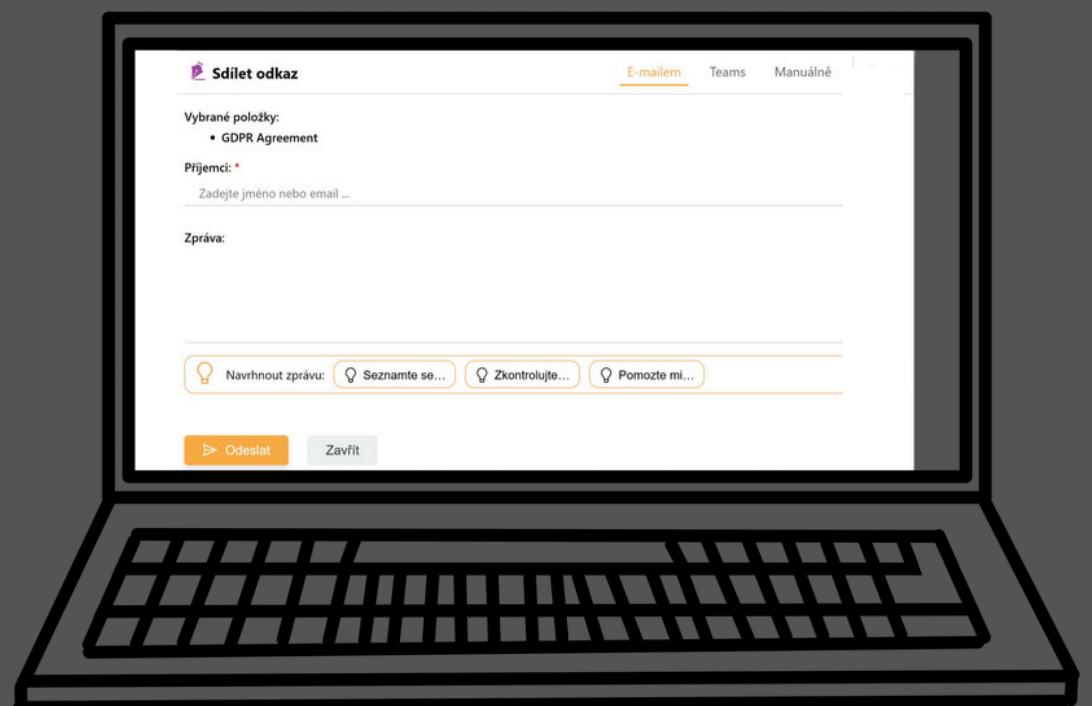 Sdílet odkaz
E-mailem Teams Manuálně
Vybrané položky:
• GDPR Agreement
Příjemci: *
Zadejte jméno nebo email ...
Zpráva:
Navrhnout zprávu: Seznamte se... Zkontrolujte... Pomozte mi...
Odeslat Zavřít